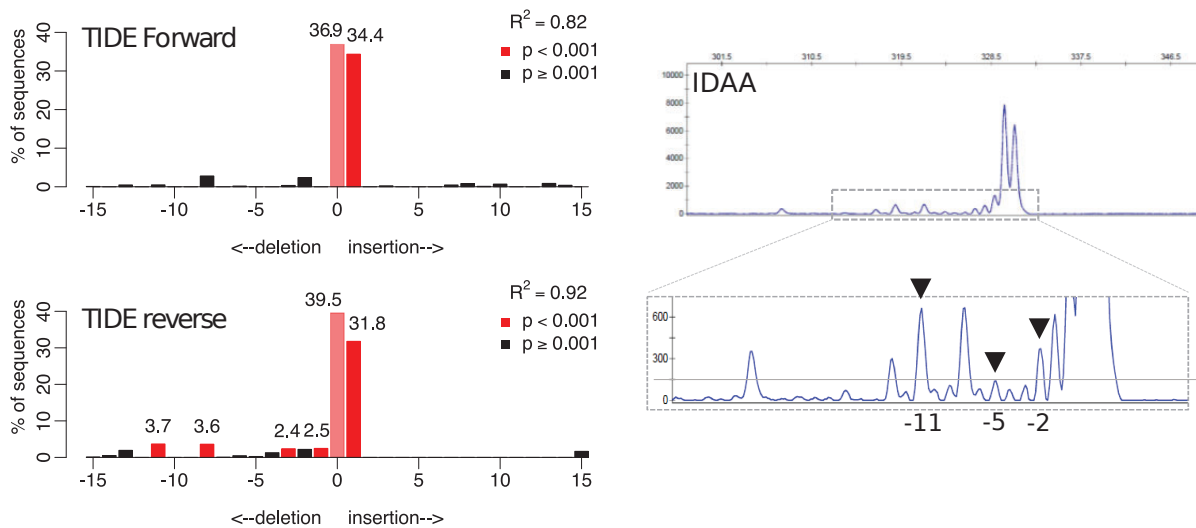 TIDE Forward
R² = 0.82
p < 0.001
p ≥ 0.001
36.9
34.4
% of sequences
40
30
20
10
0
-15 -10 -5 0 5 10 15
<--deletion insertion-->
TIDE reverse
R² = 0.92
p < 0.001
p ≥ 0.001
39.5
31.8
3.7 3.6 2.4 2.5
% of sequences
40
30
20
10
0
-15 -10 -5 0 5 10 15
<--deletion insertion-->
301.5 310.5 319.5 328.5 337.5 346.5
IDAA
10000
8000
6000
4000
2000
0
600
300
0
-11 -5 -2